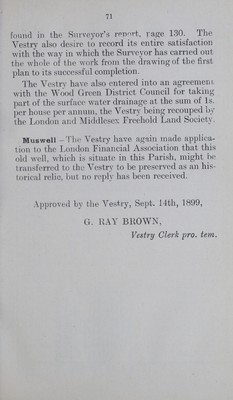 71
found in the Surveyor's report, page 130. The
Vestry also desire to record its entire satisfaction
with the way in which the Surveyor has carried out
the whole of the work from the drawing of the first
plan to its successful completion.
The Vestry have also entered into an agreement
with the Wood Green District Council for taking
part of the surface water drainage at the sum of 1s.
per house per annum, the Vestry being recouped by
the London and Middlesex Freehold Land Society.
Muswell – The Vestry have again made applica-
tion to the London Financial Association that this
old well, which is situate in this Parish, might be
transferred to the Vestry to be preserved as an his-
torical relic, but no reply has been received.
Approved by the Vestry, Sept. 14th, 1899,
G. RAY BROWN,
Vestry Clerk pro. tem.